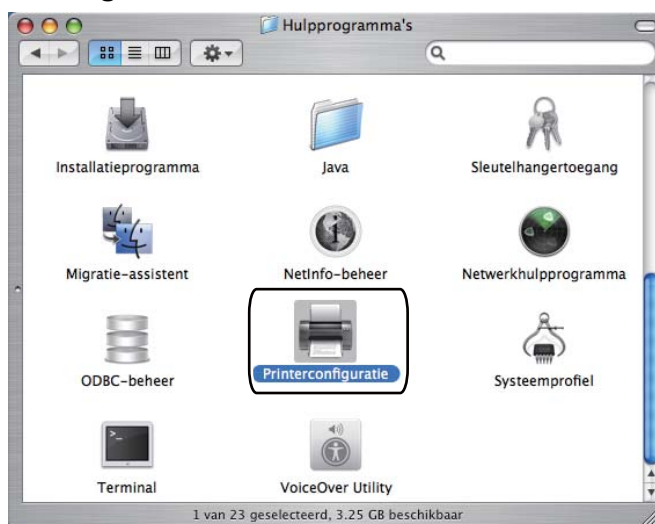 Hulpprogramma's
Installatieprogramma
Java
Sleutelhangertoegang
Migratie-assistent
NetInfo-beheer
Netwerkhulpprogramma
ODBC-beheer
Printerconfiguratie
Systeemprofiel
Terminal
VoiceOver Utility
1 van 23 geselecteerd, 3.25 GB beschikbaar